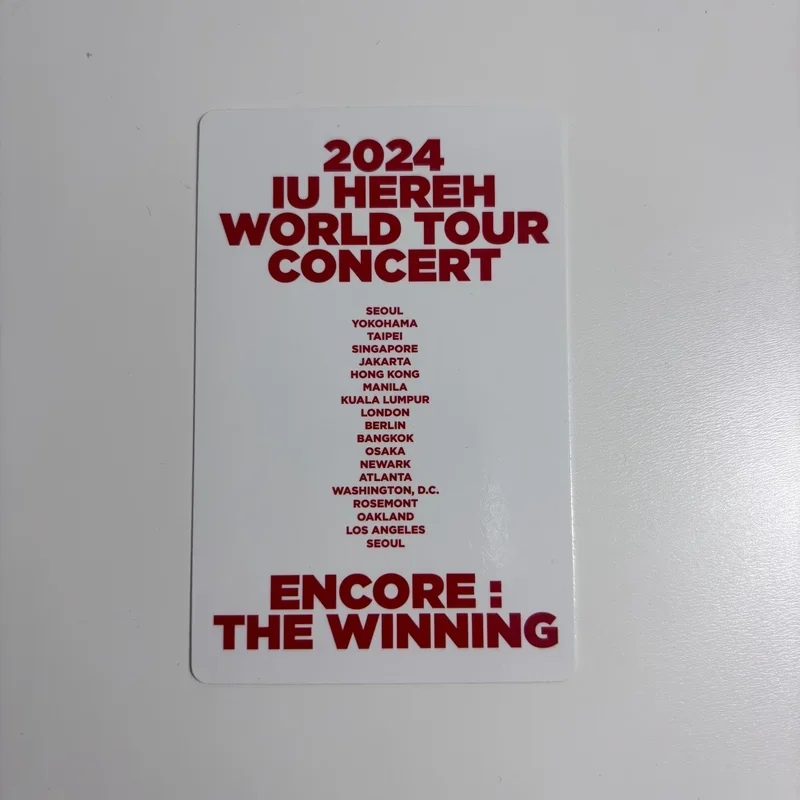 2024
IU HEREH
WORLD TOUR
CONCERT
SEOUL
YOKOHAMA
TAIPEI
SINGAPORE
JAKARTA
HONG KONG
MANILA
KUALA LUMPUR
LONDON
BERLIN
BANGKOK
OSAKA
NEWARK
ATLANTA
WASHINGTON, D.C.
ROSEMONT
OAKLAND
LOS ANGELES
SEOUL
ENCORE :
THE WINNING